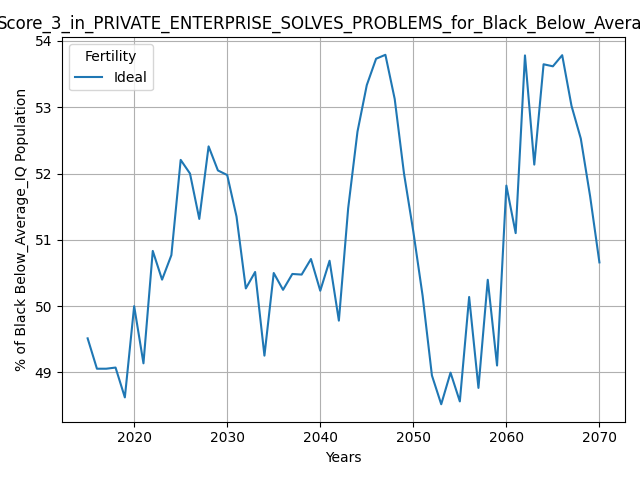 Score_3_in_PRIVATE_ENTERPRISE_SOLVES_PROBLEMS_for_Black_Below_Avera
54
53
52
51
50
49
% of Black Below_Average_IQ Population
Fertility
Ideal
2020 2030 2040 2050 2060 2070
Years